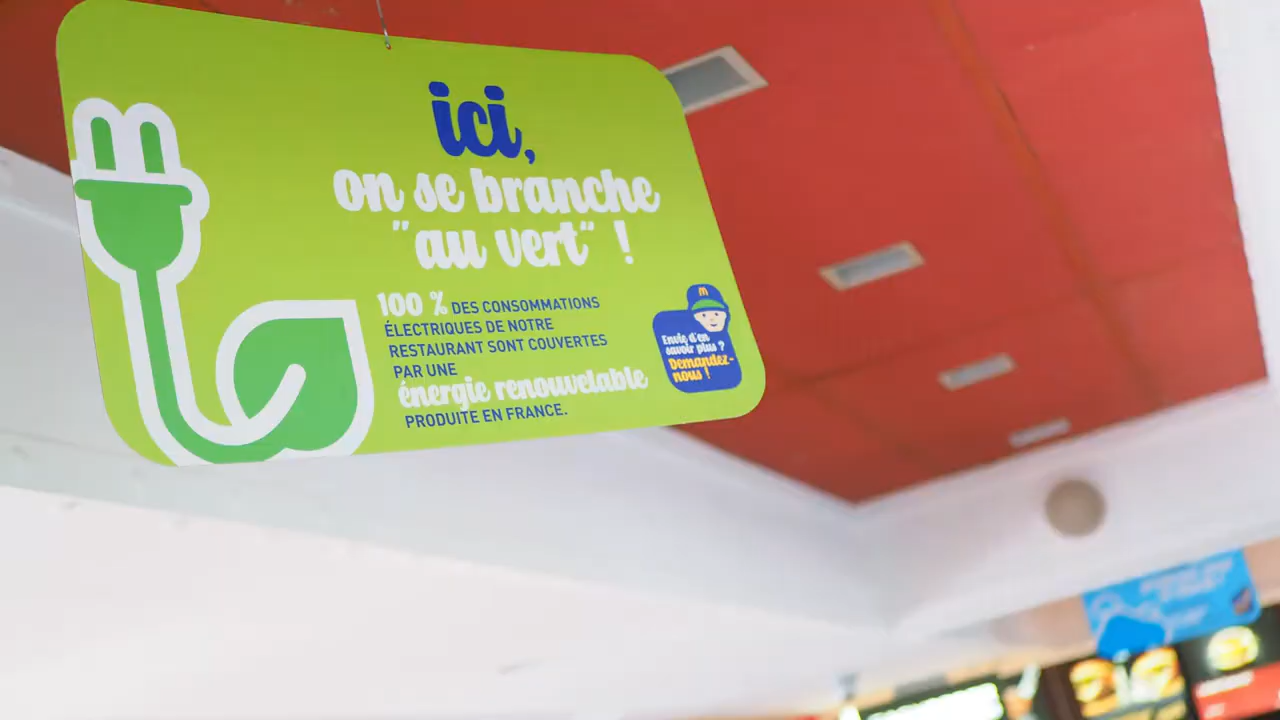 ici,
on se branche
"au vert" !
100 % DES CONSOMMATIONS
ÉLECTRIQUES DE NOTRE
RESTAURANT SONT COUVERTES
PAR UNE
énergie renouvelable
PRODUITE EN FRANCE.
Envie d'en
savoir plus ?
Demandez-
nous !